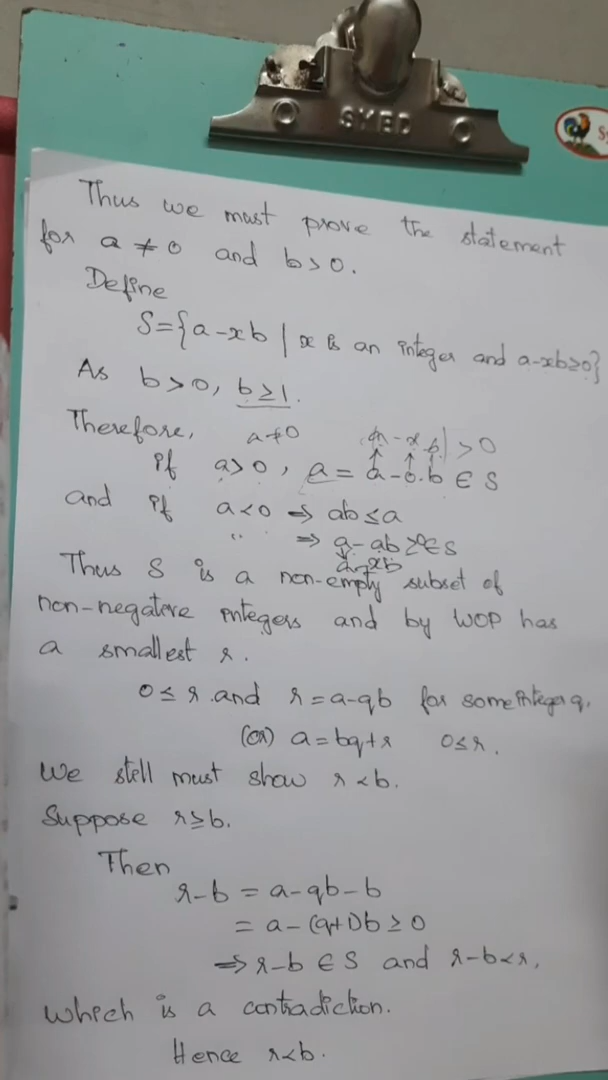 SMED
S
Thus we must prove the statement
for a ≠ 0 and b>0.
Define
S={a-xb | x is an integer and a-xb≥0}
As b>0, b≥1.
Therefore, a≠0 (a-x b) >0
if a>0, a = a-0.b ∈ S
and if a<0 ⇒ ab≤a
⇒ a-ab≥0∈S
a-xb
Thus S is a non-empty subset of
non-negative integers and by WOP has
a smallest r.
0≤r and r=a-qb for some integer q.
(or) a=bq+r 0≤r.
We still must show r<b.
Suppose r≥b.
Then
r-b = a-qb-b
= a-(q+1)b ≥ 0
⇒ r-b ∈ S and r-b<r,
which is a contradiction.
Hence r<b.